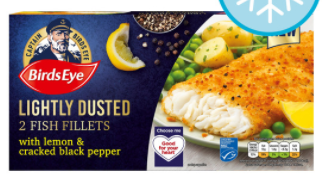 CAPTAIN BIRDS EYE
BirdsEye
LIGHTLY DUSTED
2 FISH FILLETS
with lemon &
cracked black pepper
Choose me
Good
for your
heart